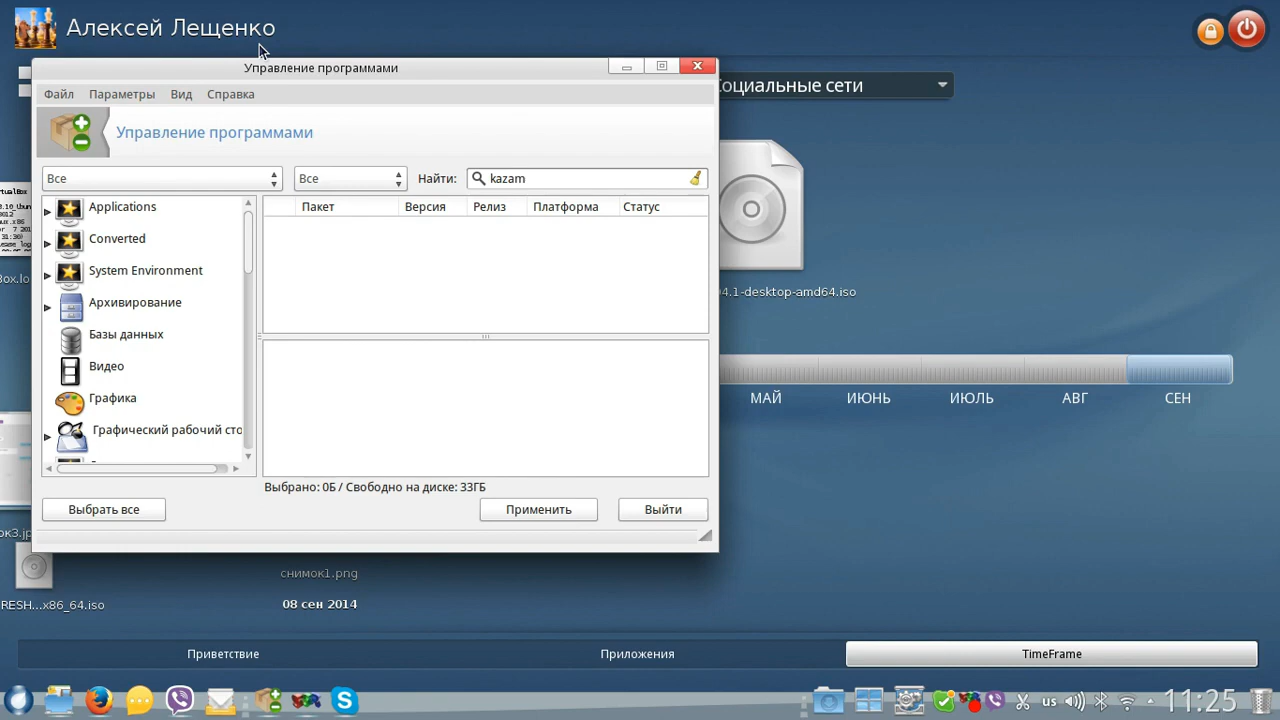 Алексей Лещенко
Управление программами
Файл Параметры Вид Справка
Социальные сети
Управление программами
Все Все Найти: kazam
Пакет Версия Релиз Платформа Статус
Applications
Converted
System Environment
Архивирование
Базы данных
Видео
Графика
Графический рабочий сто
04.1-desktop-amd64.iso
МАЙ ИЮНЬ ИЮЛЬ АВГ СЕН
Выбрано: 0Б / Свободно на диске: 33ГБ
Выбрать все Применить Выйти
ок3.jp
снимок1.png
RESH...x86_64.iso
08 сен 2014
Приветствие Приложения TimeFrame
us 11:25